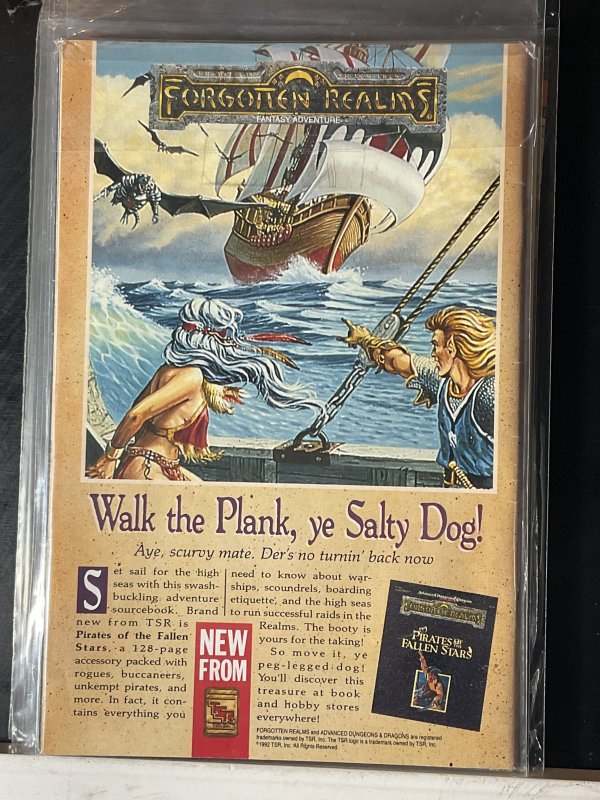 FORGOTTEN REALMS
FANTASY ADVENTURE
Walk the Plank, ye Salty Dog!
Aye, scurvy mate. Der's no turnin' back now
Set sail for the high
seas with this swash-
buckling adventure
sourcebook. Brand
new from TSR is
Pirates of the Fallen
Stars, a 128-page
accessory packed with
rogues, buccaneers,
unkempt pirates, and
more. In fact, it con-
tains everything you
need to know about war-
ships, scoundrels, boarding
etiquette, and the high seas
to run successful raids in the
Realms. The booty is
yours for the taking!
So move it, ye
peg-legged dog!
You'll discover this
treasure at book
and hobby stores
everywhere!
NEW
FROM
TSR
Advanced Dungeons & Dragons
FORGOTTEN REALMS
PIRATES OF THE
FALLEN STARS
FORGOTTEN REALMS and ADVANCED DUNGEONS & DRAGONS are registered
trademarks owned by TSR, Inc. The TSR logo is a trademark owned by TSR, Inc.
©1992 TSR, Inc. All Rights Reserved.